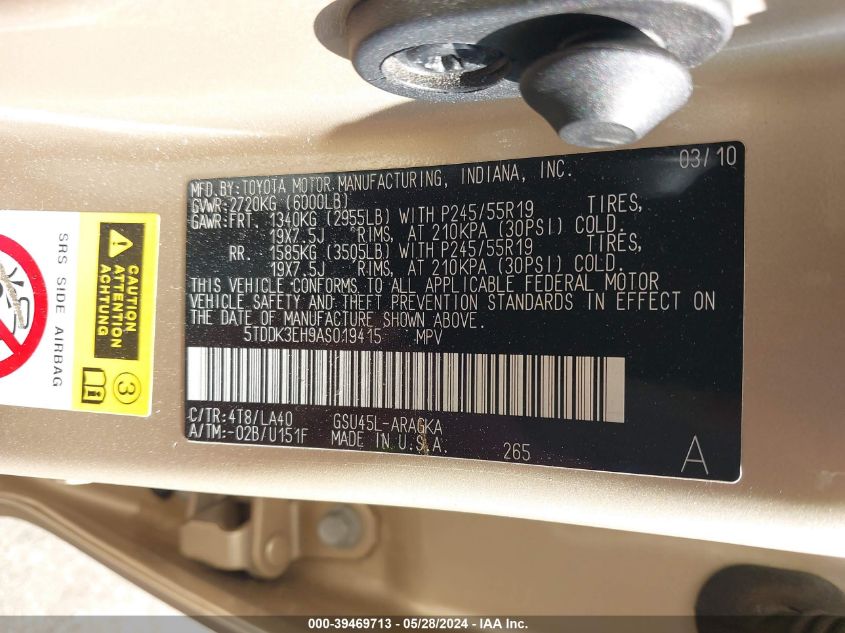 03/10
MFD.BY:TOYOTA MOTOR MANUFACTURING, INDIANA, INC.
GVWR:2720KG (6000LB)
GAWR:FRT. 1340KG (2955LB) WITH P245/55R19 TIRES,
19X7.5J RIMS, AT 210KPA (30PSI) COLD.
RR. 1585KG (3505LB) WITH P245/55R19 TIRES,
19X7.5J RIMS, AT 210KPA (30PSI) COLD.
THIS VEHICLE CONFORMS TO ALL APPLICABLE FEDERAL MOTOR
VEHICLE SAFETY AND THEFT PREVENTION STANDARDS IN EFFECT ON
THE DATE OF MANUFACTURE SHOWN ABOVE.
5TDDK3EH9AS019415 MPV
C/TR:4T8/LA40 GSU45L-ARAGKA
A/TM:-02B/U151F MADE IN U.S.A. 265
A
SRS SIDE AIRBAG
CAUTION
ATTENTION
3
000-39469713 - 05/28/2024 - IAA Inc.